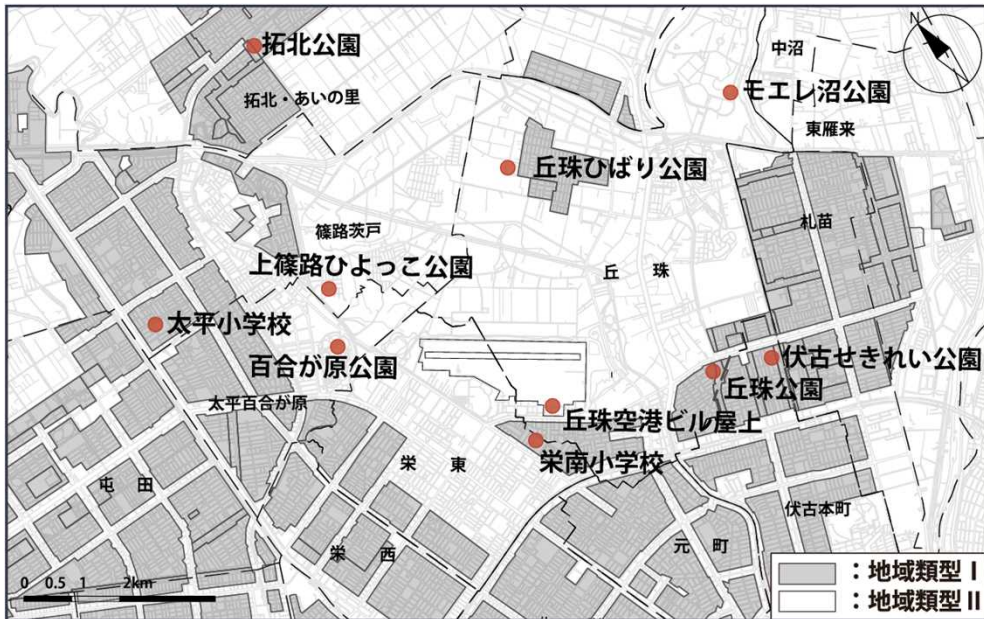 拓北公園
中沼
N
モエレ沼公園
拓北・あいの里
東雁来
丘珠ひばり公園
札苗
篠路茨戸
上篠路ひよっこ公園
丘 珠
太平小学校
伏古せきれい公園
百合が原公園
丘珠公園
太平百合が原
丘珠空港ビル屋上
栄 東
栄南小学校
屯 田
伏古本町
栄 西
元 町
0 0.5 1 2km
：地域類型Ⅰ
：地域類型Ⅱ